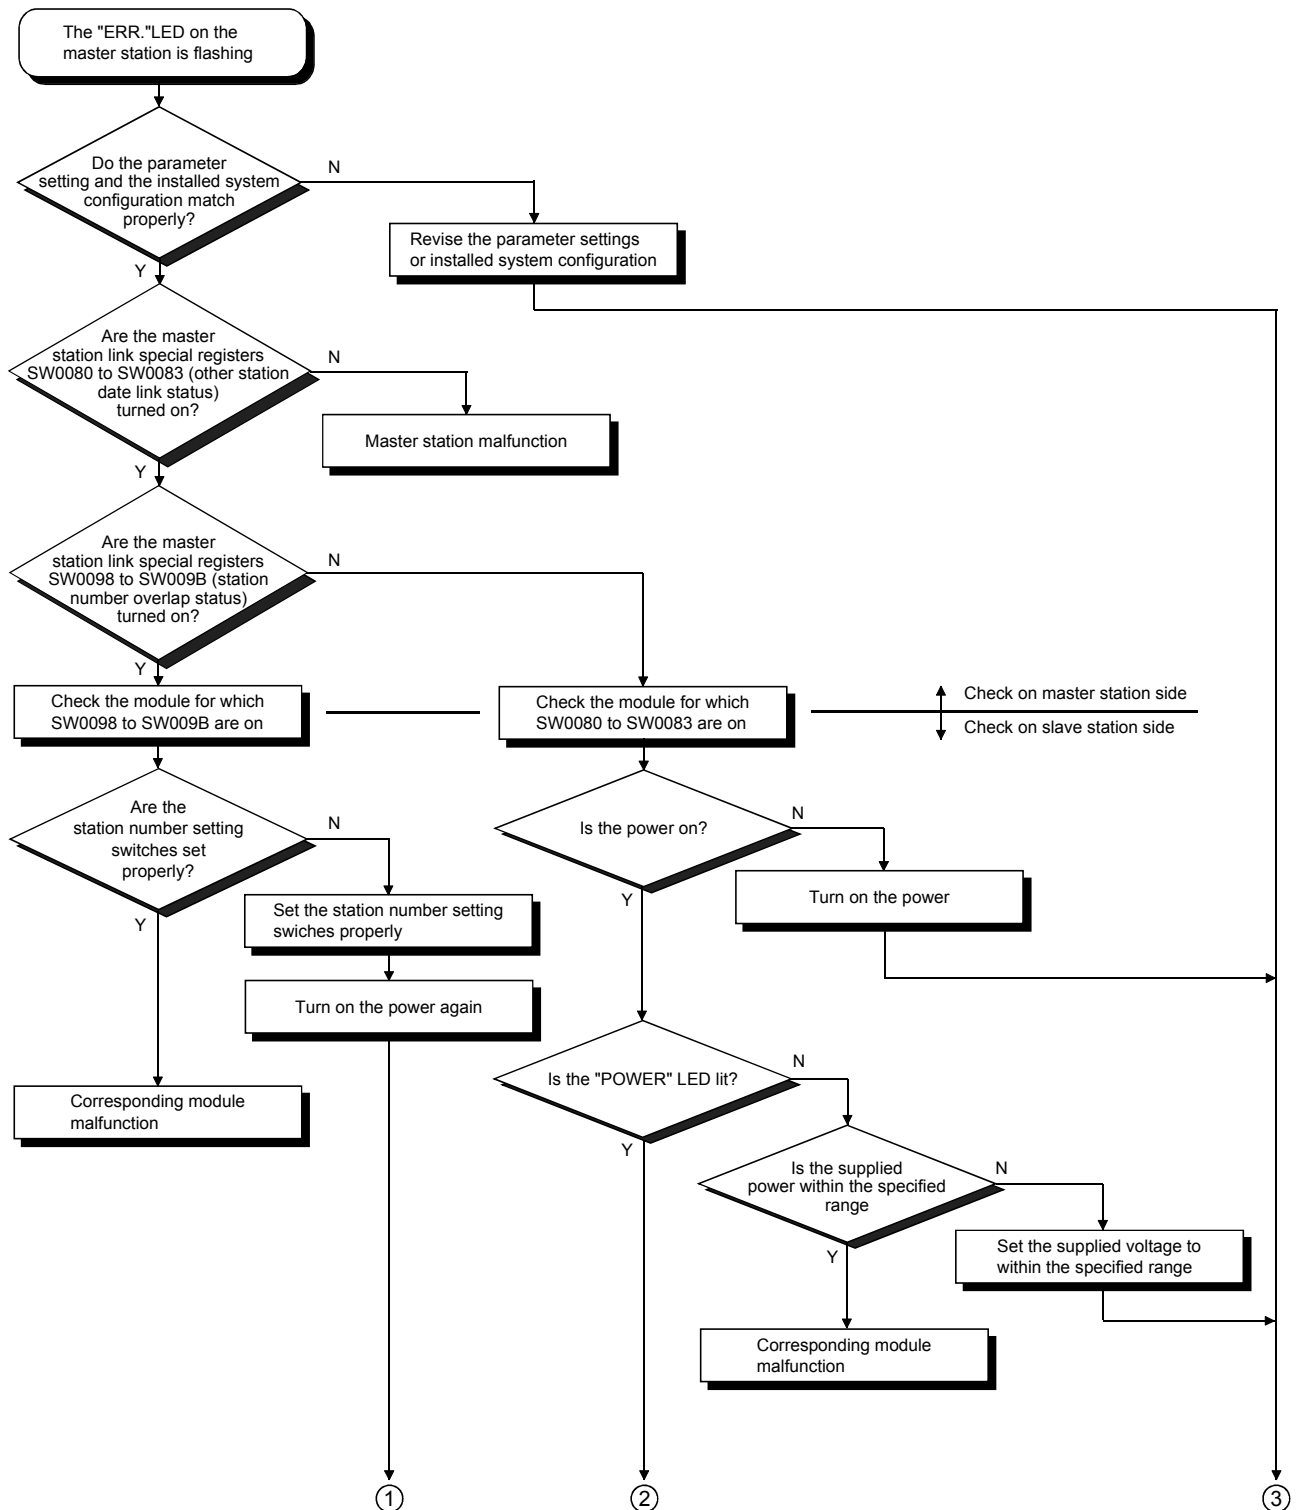 The "ERR."LED on the
master station is flashing
Do the parameter
setting and the installed system
configuration match
properly?
N
Y
Revise the parameter settings
or installed system configuration
Are the master
station link special registers
SW0080 to SW0083 (other station
date link status)
turned on?
N
Y
Master station malfunction
Are the master
station link special registers
SW0098 to SW009B (station
number overlap status)
turned on?
N
Y
Check the module for which
SW0098 to SW009B are on
Check the module for which
SW0080 to SW0083 are on
Check on master station side
Check on slave station side
Are the
station number setting
switches set
properly?
N
Y
Is the power on?
N
Y
Turn on the power
Set the station number setting
swiches properly
Turn on the power again
Is the "POWER" LED lit?
N
Y
Corresponding module
malfunction
Is the supplied
power within the specified
range
N
Y
Set the supplied voltage to
within the specified range
Corresponding module
malfunction
1
2
3